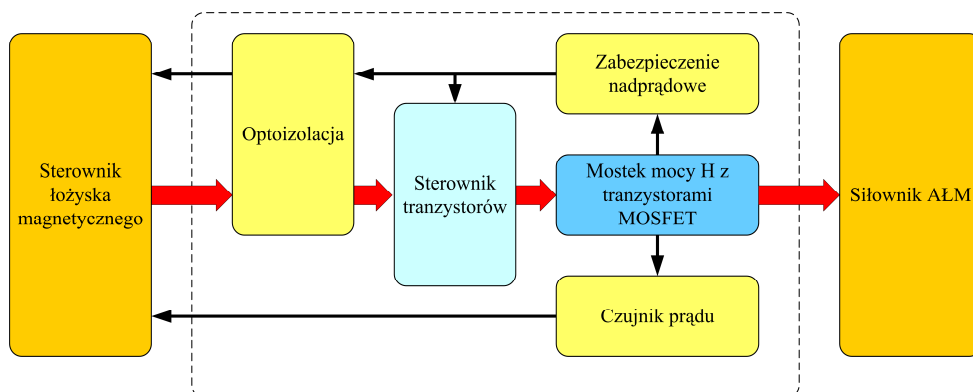 Sterownik
łożyska
magnetycznego
Optoizolacja
Sterownik
tranzystorów
Zabezpieczenie
nadprądowe
Mostek mocy H z
tranzystorami
MOSFET
Czujnik prądu
Siłownik AŁM